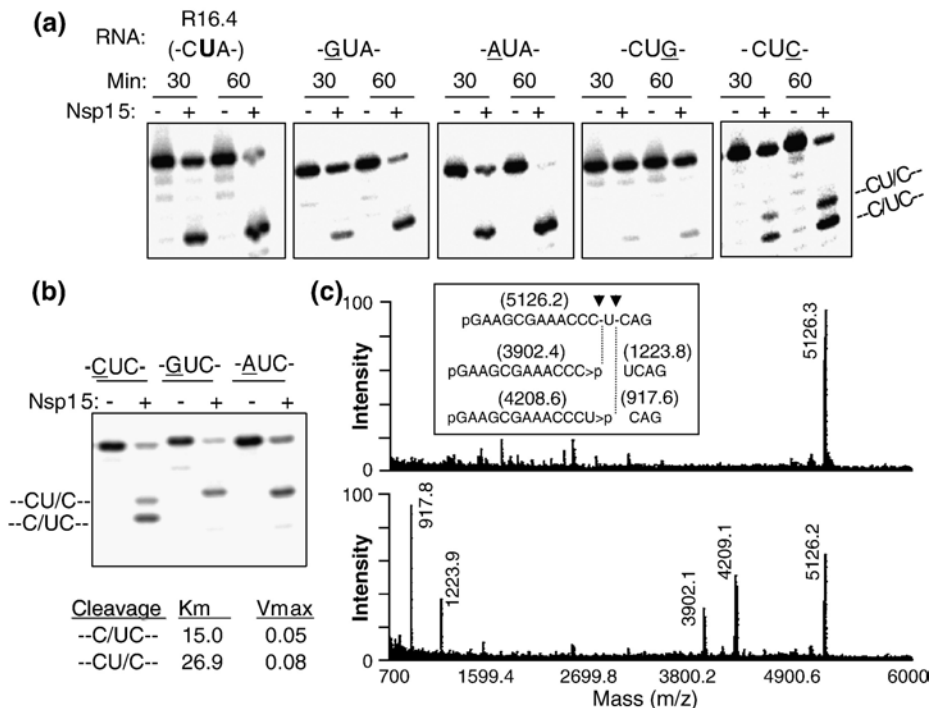 (a)
R16.4
RNA: (-CUA-) -GUA- -AUA- -CUG- -CUC-
Min: 30 60 30 60 30 60 30 60 30 60
Nsp15: - + - + - + - + - + - + - + - + - + - +
--CU/C--
--C/UC--
(b)
-CUC- -GUC- -AUC-
Nsp15: - + - + - +
--CU/C--
--C/UC--
Cleavage Km Vmax
--C/UC-- 15.0 0.05
--CU/C-- 26.9 0.08
(c)
100
Intensity
0
(5126.2)
pGAAGCGAAACCC-U-CAG
(3902.4) (1223.8)
pGAAGCGAAACCC>p UCAG
(4208.6) (917.6)
pGAAGCGAAACCCU>p CAG
5126.3
100
Intensity
0
917.8
1223.9
3902.1
4209.1
5126.2
700 1599.4 2699.8 3800.2 4900.6 6000
Mass (m/z)